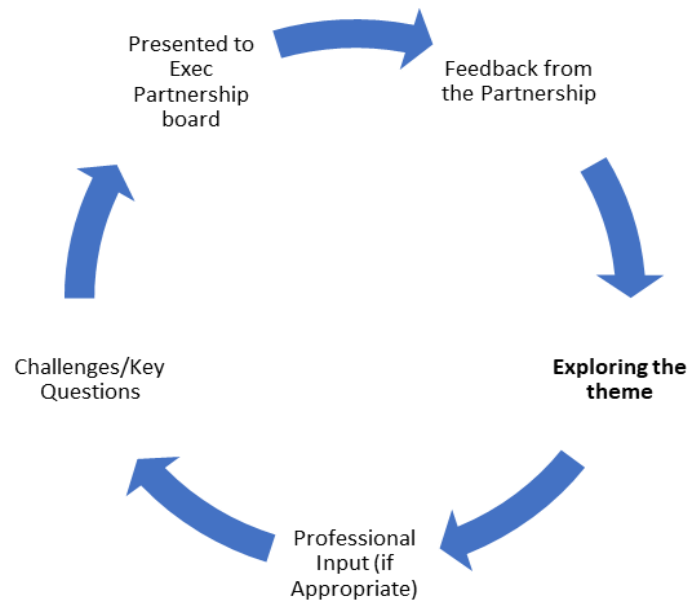 Presented to
Exec
Partnership
board
Feedback from
the Partnership
Exploring the
theme
Professional
Input (if
Appropriate)
Challenges/Key
Questions